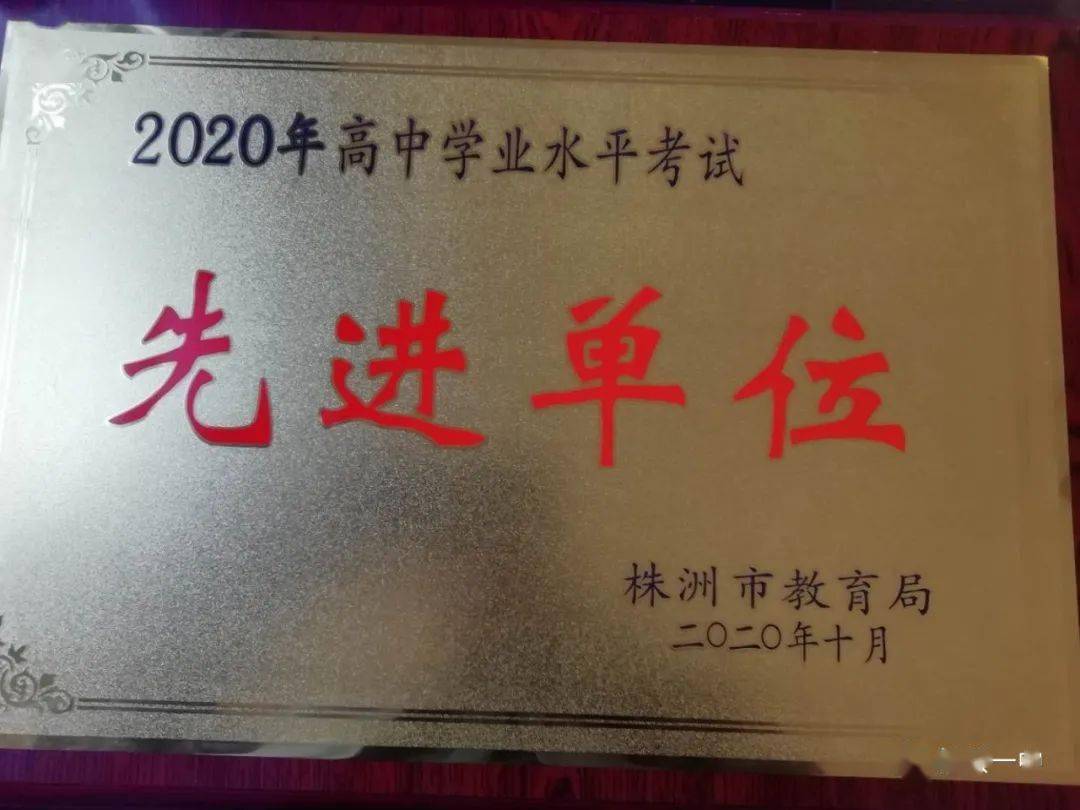 2020年高中学业水平考试
先进单位
株洲市教育局
二〇二〇年十月